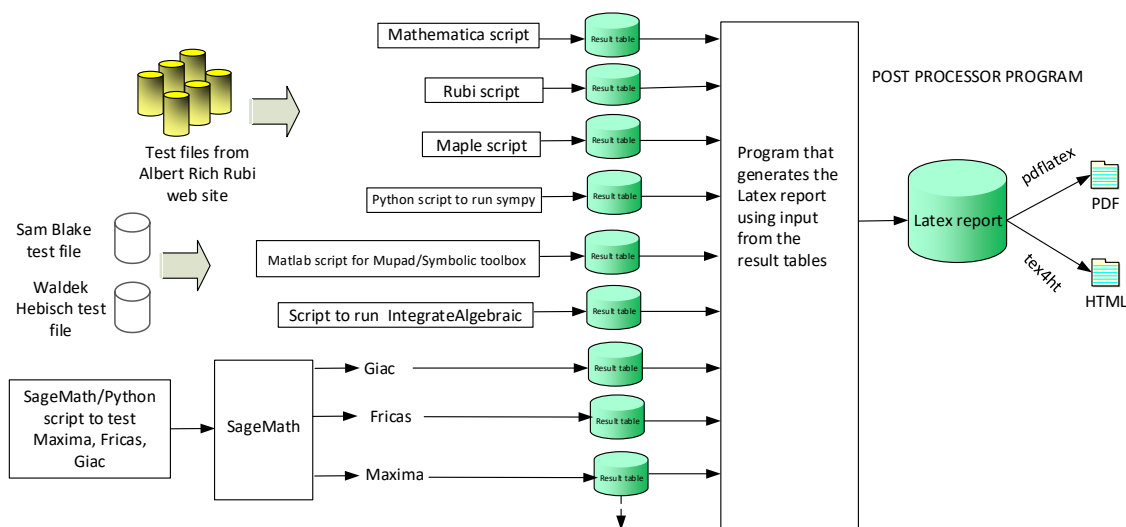 Mathematica script
Result table
Rubi script
Result table
POST PROCESSOR PROGRAM
Test files from
Albert Rich Rubi
web site
Maple script
Result table
Program that
generates the
Latex report
using input
from the
result tables
Python script to run sympy
Result table
pdflatex
PDF
Latex report
Sam Blake
test file
Matlab script for Mupad/Symbolic toolbox
Result table
tex4ht
HTML
Waldek
Hebisch test
file
Script to run IntegrateAlgebraic
Result table
SageMath/Python
script to test
Maxima, Fricas,
Giac
SageMath
Giac
Result table
Fricas
Result table
Maxima
Result table